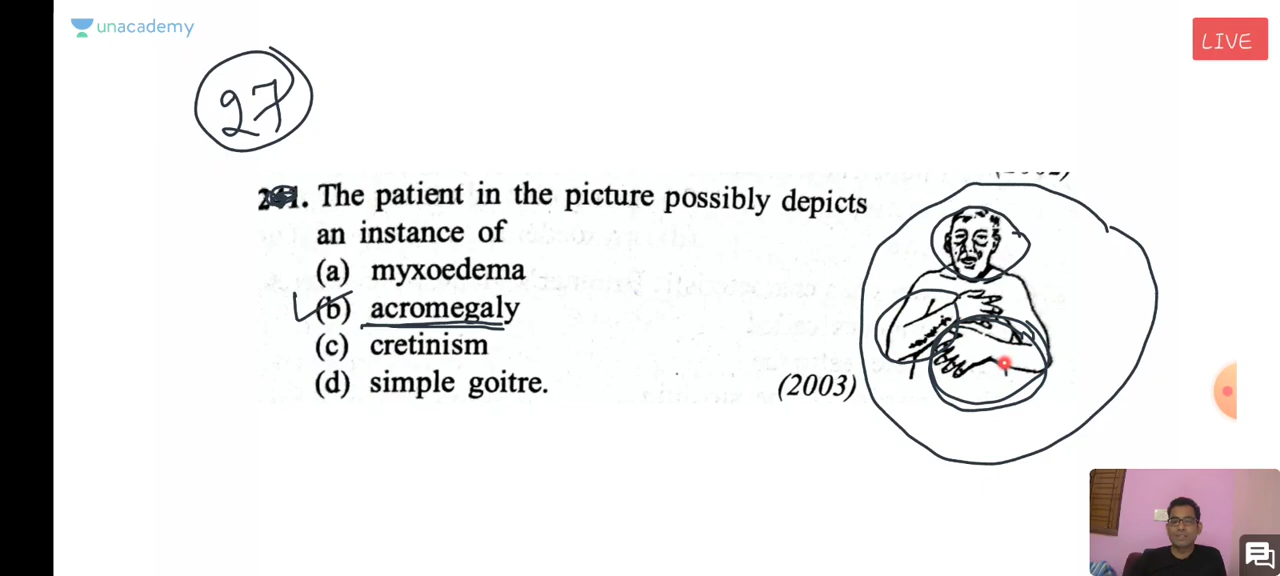 unacademy
LIVE
27
The patient in the picture possibly depicts
an instance of
(a) myxoedema
(b) acromegaly
(c) cretinism
(d) simple goitre.
(2003)